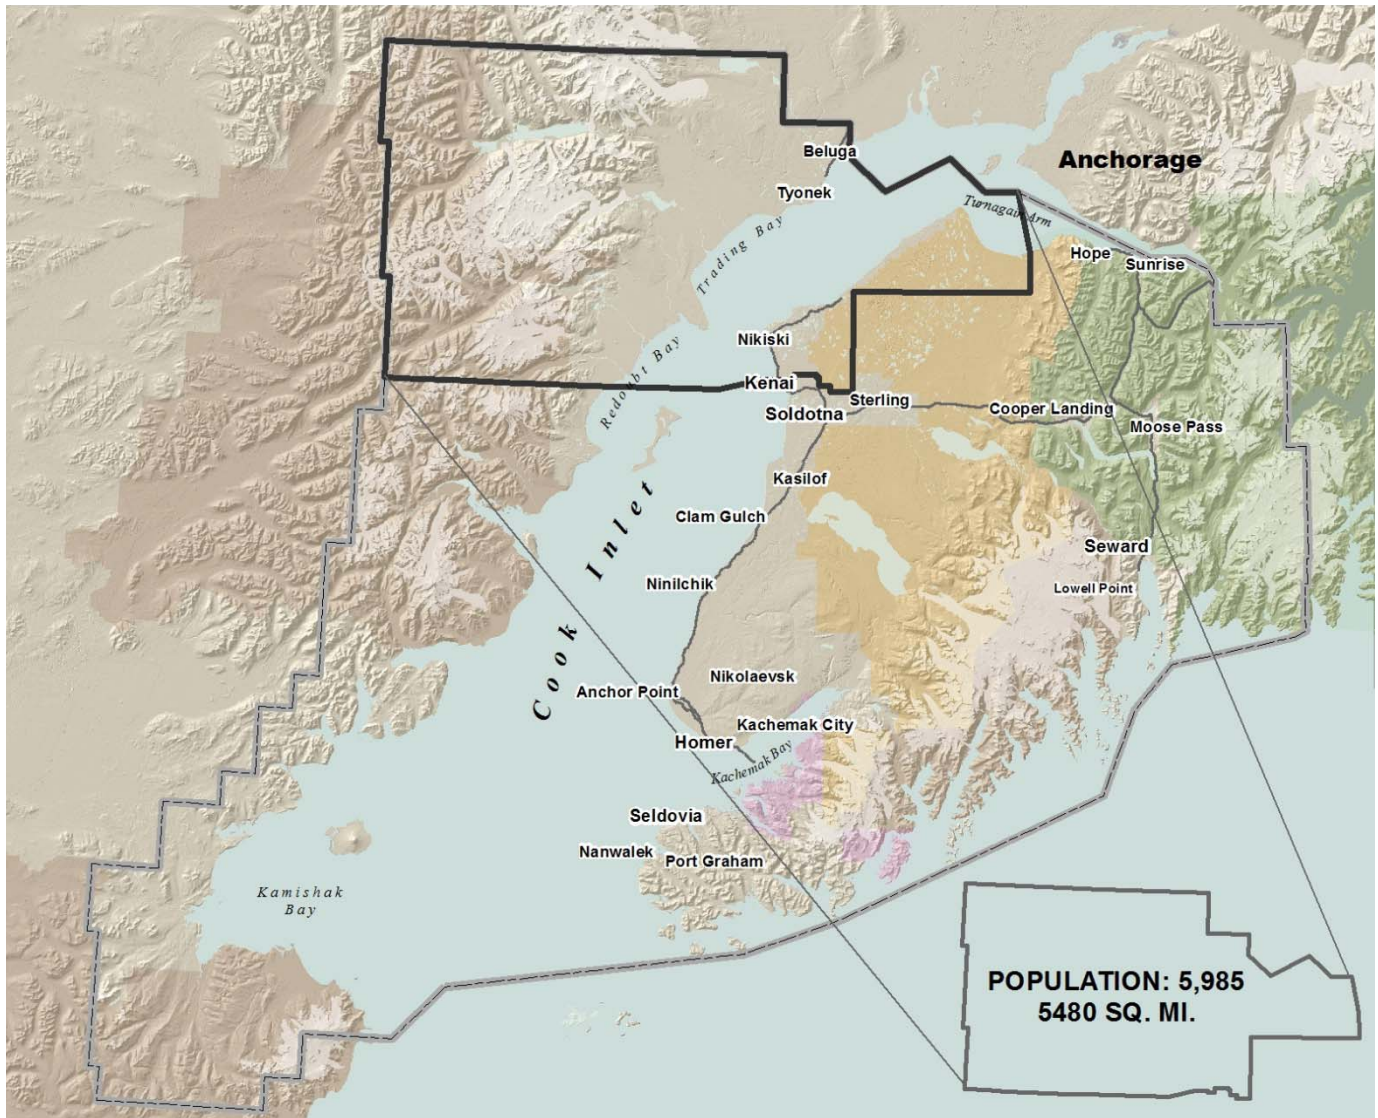 Anchorage
Beluga
Tyonek
Turnagain Arm
Trading Bay
Hope
Sunrise
Nikiski
Redoubt Bay
Kenai
Sterling
Soldotna
Cooper Landing
Moose Pass
Kasilof
Clam Gulch
Cook Inlet
Seward
Ninilchik
Lowell Point
Nikolaevsk
Anchor Point
Kachemak City
Homer
Kachemak Bay
Seldovia
Nanwalek
Port Graham
Kamishak
Bay
POPULATION: 5,985
5480 SQ. MI.